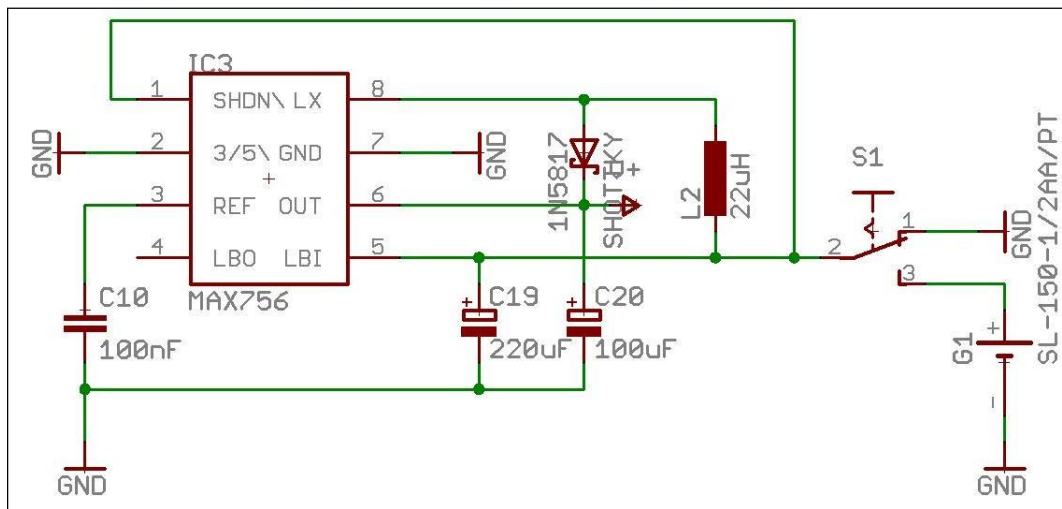 IC3
1
SHDN\ LX
8
GND
2
3/5\ GND
7
GND
3
REF OUT
6
4
LBO LBI
5
MAX756
1N5817
SHOTTKY
+
L2
22uH
S1
1
2
3
GND
SL-150-1/2AA/PT
G1
+
-
C10
+
100nF
+
C19
220uF
+
C20
100uF
GND
GND